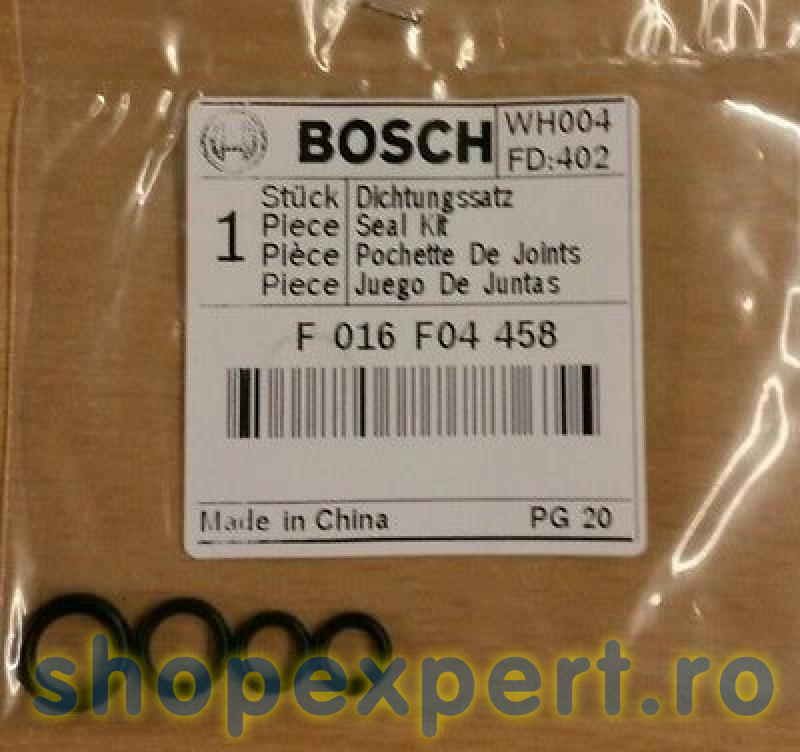 BOSCH
WH004
FD:402
1
Stück Dichtungssatz
Piece Seal Kit
Pièce Pochette De Joints
Piece Juego De Juntas
F 016 F04 458
Made in China PG 20
shopexpert.ro